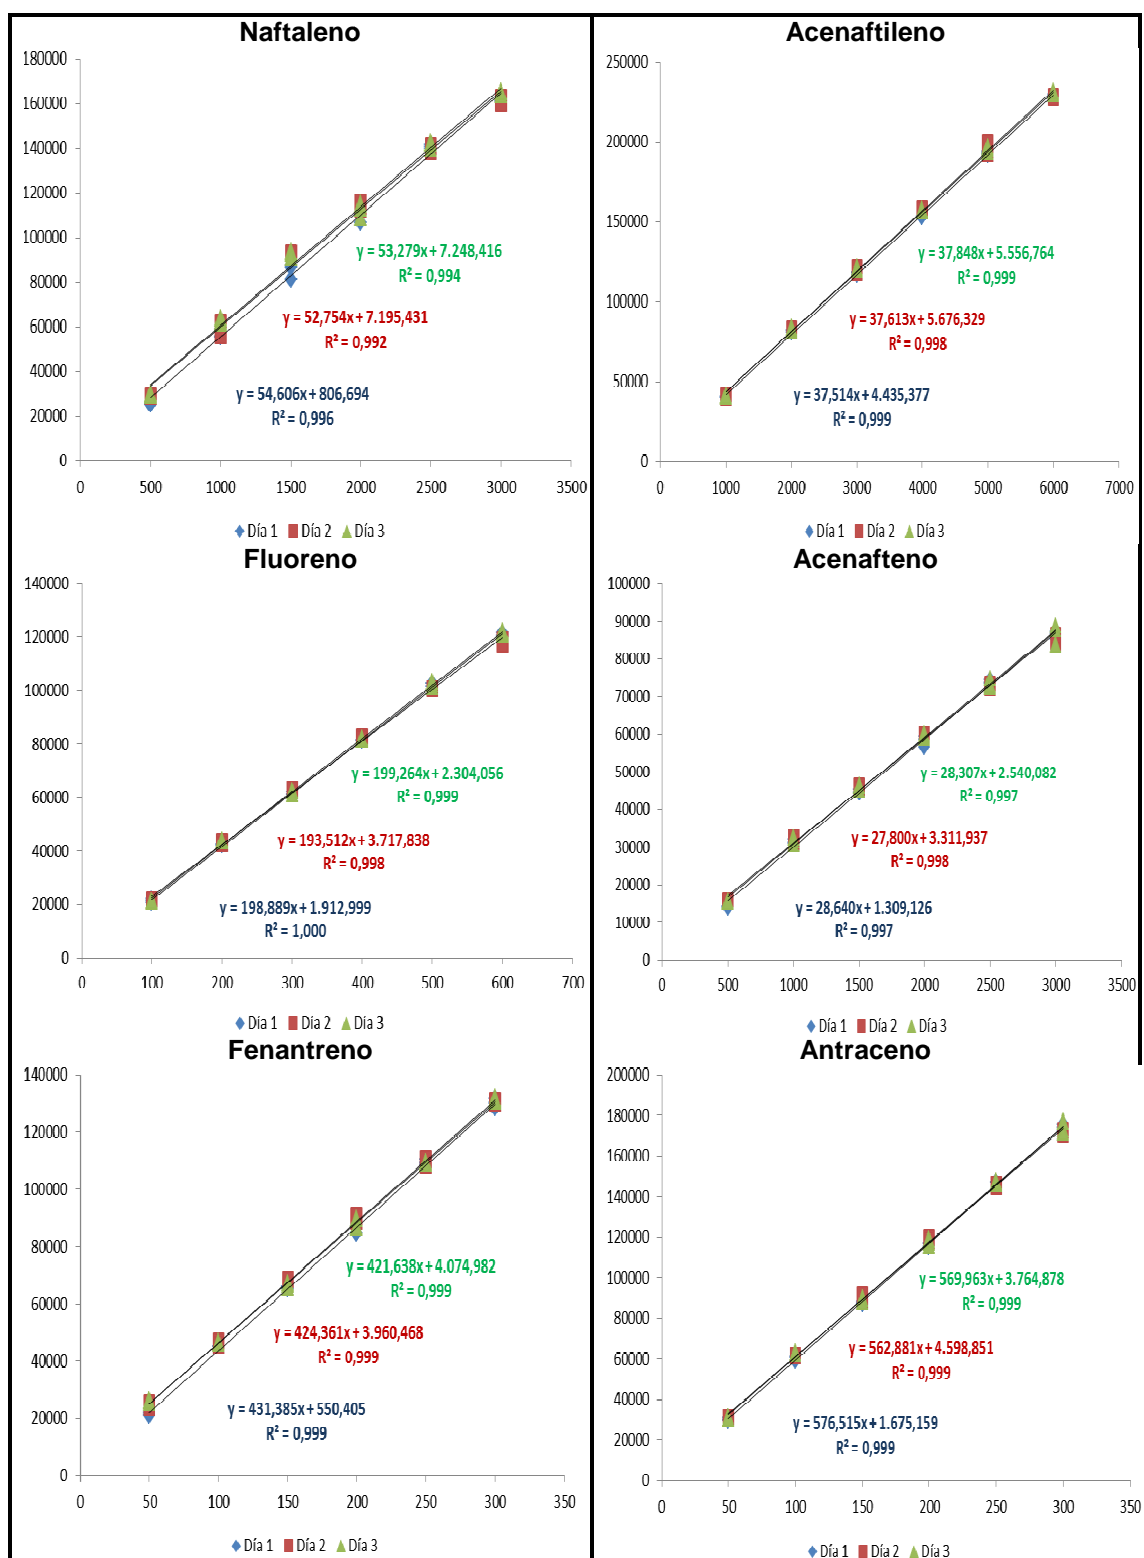 Naftaleno
180000
160000
140000
120000
100000
80000
60000
40000
20000
0
y = 53,279x + 7.248,416
R² = 0,994
y = 52,754x + 7.195,431
R² = 0,992
y = 54,606x + 806,694
R² = 0,996
0 500 1000 1500 2000 2500 3000 3500
Día 1 Día 2 Día 3
Acenaftileno
250000
200000
150000
100000
50000
0
y = 37,848x + 5.556,764
R² = 0,999
y = 37,613x + 5.676,329
R² = 0,998
y = 37,514x + 4.435,377
R² = 0,999
0 1000 2000 3000 4000 5000 6000 7000
Día 1 Día 2 Día 3
Fluoreno
140000
120000
100000
80000
60000
40000
20000
0
y = 199,264x + 2.304,056
R² = 0,999
y = 193,512x + 3.717,838
R² = 0,998
y = 198,889x + 1.912,999
R² = 1,000
0 100 200 300 400 500 600 700
Día 1 Día 2 Día 3
Acenafteno
100000
90000
80000
70000
60000
50000
40000
30000
20000
10000
0
y = 28,307x + 2.540,082
R² = 0,997
y = 27,800x + 3.311,937
R² = 0,998
y = 28,640x + 1.309,126
R² = 0,997
0 500 1000 1500 2000 2500 3000 3500
Día 1 Día 2 Día 3
Fenantreno
140000
120000
100000
80000
60000
40000
20000
0
y = 421,638x + 4.074,982
R² = 0,999
y = 424,361x + 3.960,468
R² = 0,999
y = 431,385x + 550,405
R² = 0,999
0 50 100 150 200 250 300 350
Día 1 Día 2 Día 3
Antraceno
200000
180000
160000
140000
120000
100000
80000
60000
40000
20000
0
y = 569,963x + 3.764,878
R² = 0,999
y = 562,881x + 4.598,851
R² = 0,999
y = 576,515x + 1.675,159
R² = 0,999
0 50 100 150 200 250 300 350
Día 1 Día 2 Día 3